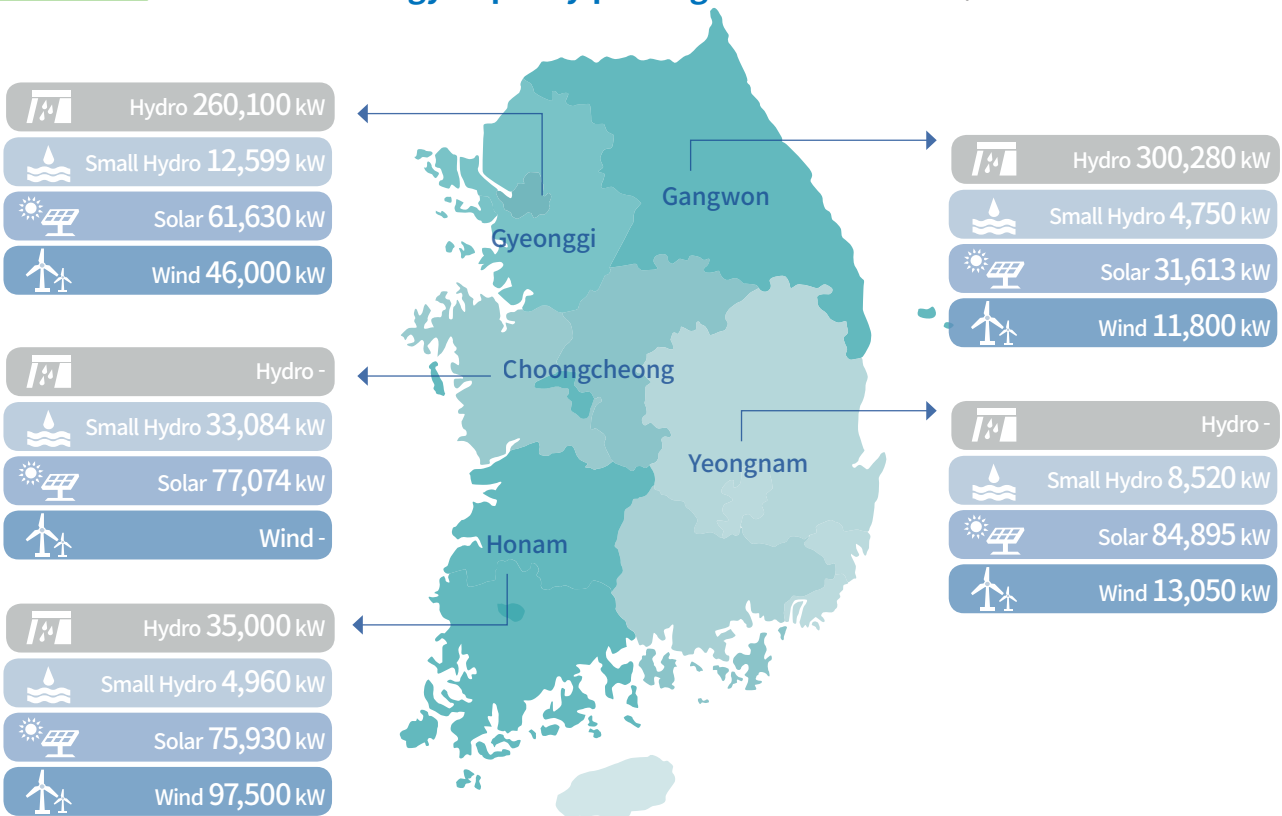 Hydro 260,100 kW
Small Hydro 12,599 kW
Solar 61,630 kW
Wind 46,000 kW
Hydro -
Small Hydro 33,084 kW
Solar 77,074 kW
Wind -
Hydro 35,000 kW
Small Hydro 4,960 kW
Solar 75,930 kW
Wind 97,500 kW
Gangwon
Gyeonggi
Choongcheong
Yeongnam
Honam
Hydro 300,280 kW
Small Hydro 4,750 kW
Solar 31,613 kW
Wind 11,800 kW
Hydro -
Small Hydro 8,520 kW
Solar 84,895 kW
Wind 13,050 kW